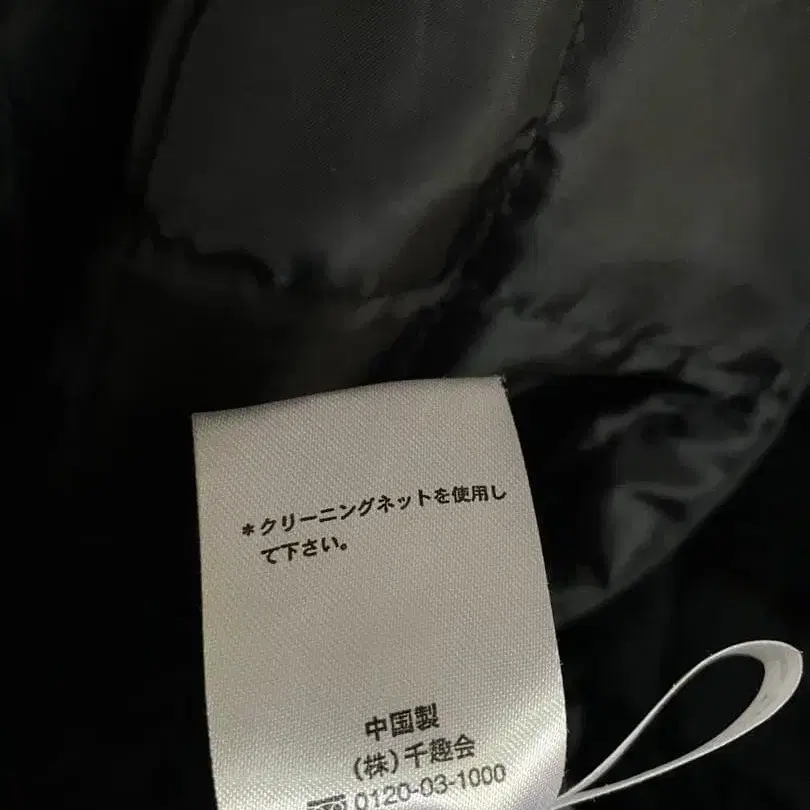 ＊クリーニングネットを使用し
て下さい。
中国製
(株)千趣会
0120-03-1000